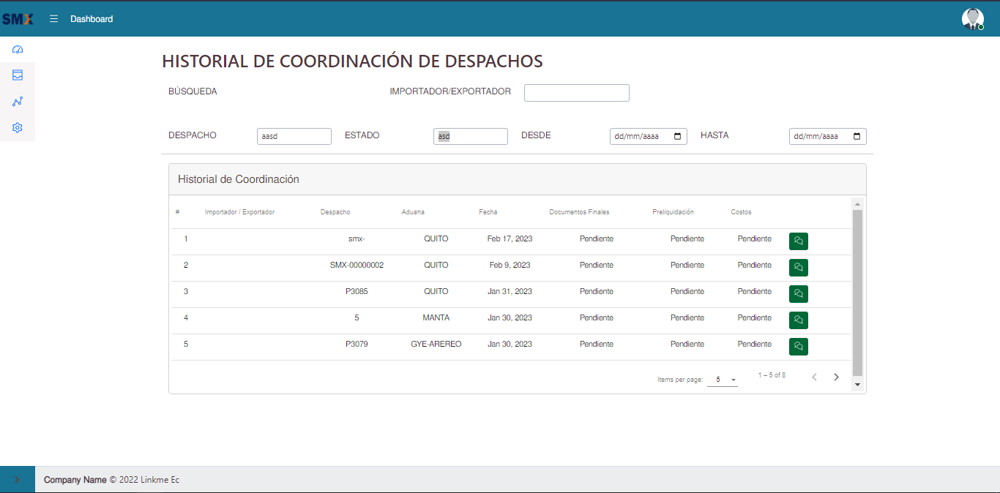 SMX Dashboard
HISTORIAL DE COORDINACIÓN DE DESPACHOS
BÚSQUEDA IMPORTADOR/EXPORTADOR
DESPACHO aasd ESTADO asd DESDE dd/mm/aaaa HASTA dd/mm/aaaa
Historial de Coordinación
# Importador / Exportador Despacho Aduana Fecha Documentos Finales Preliquidación Costos
1 smx- QUITO Feb 17, 2023 Pendiente Pendiente Pendiente
2 SMX-00000002 QUITO Feb 9, 2023 Pendiente Pendiente Pendiente
3 P3085 QUITO Jan 31, 2023 Pendiente Pendiente Pendiente
4 5 MANTA Jan 30, 2023 Pendiente Pendiente Pendiente
5 P3079 GYE-AREREO Jan 30, 2023 Pendiente Pendiente Pendiente
Items per page: 5 1 – 5 of 8
Company Name © 2022 Linkme Ec